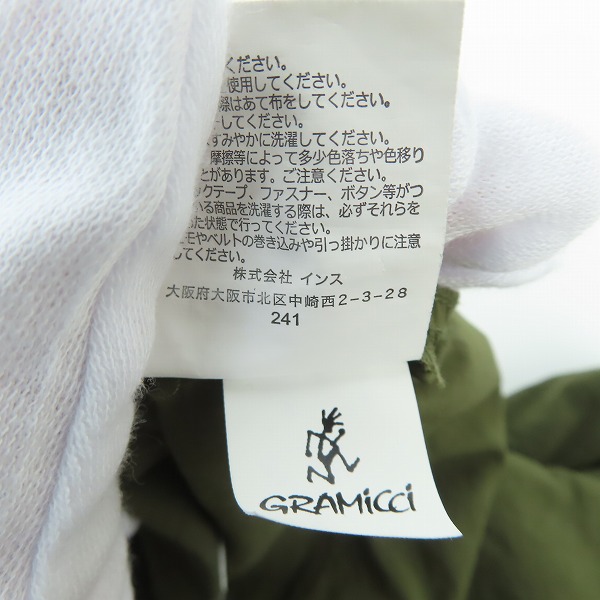 ください。
使用してください。
際はあて布をしてください。
ーしてください。
すみやかに洗濯してください。
摩擦等によって多少色落ちや色移り
とがあります。ご注意ください。
ックテープ、ファスナー、ボタン等がつ
いる商品を洗濯する際は、必ずそれらを
た状態で行ってください。
モやベルトの巻き込みや引っ掛かりに注意
してください。
株式会社 インス
大阪府大阪市北区中崎西2-3-28
241
GRAMiCCi